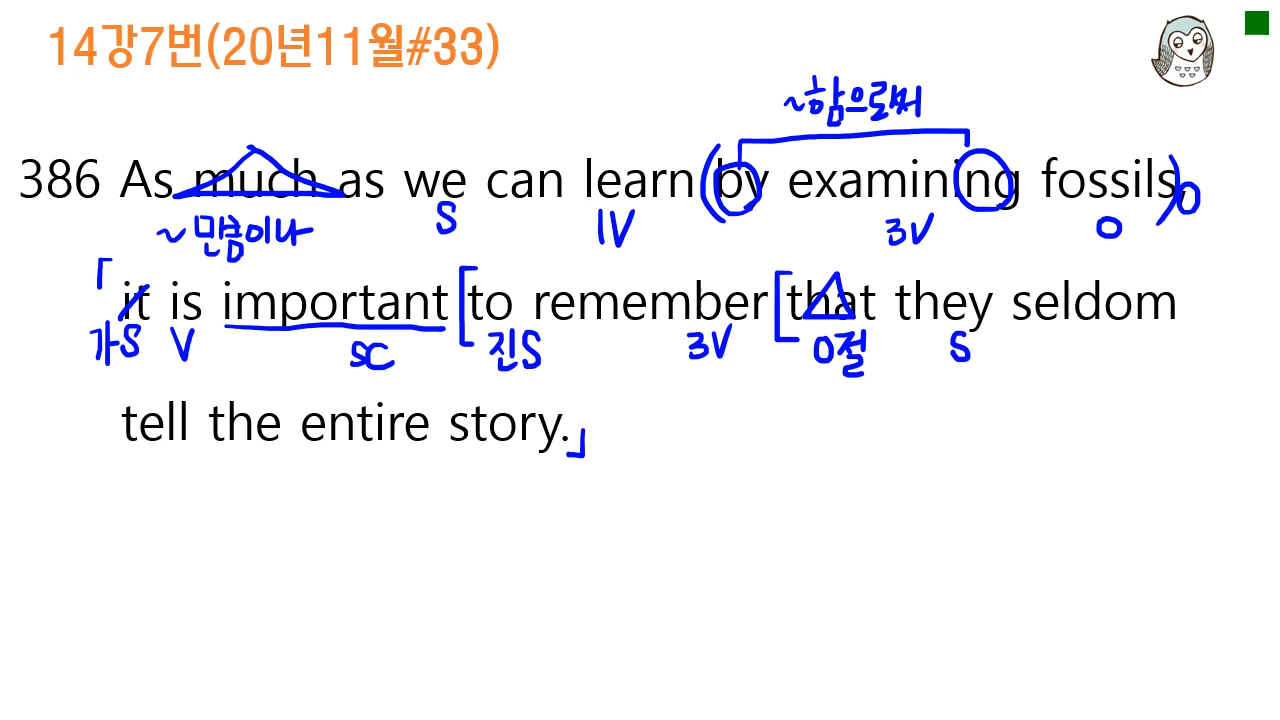 14강7번(20년11월#33)
~함으로써
386 As much as we can learn by examining fossils,
~만큼이나 S 1V 3V O O
it is important to remember that they seldom
가S V SC 진S 3V O절 S
tell the entire story.